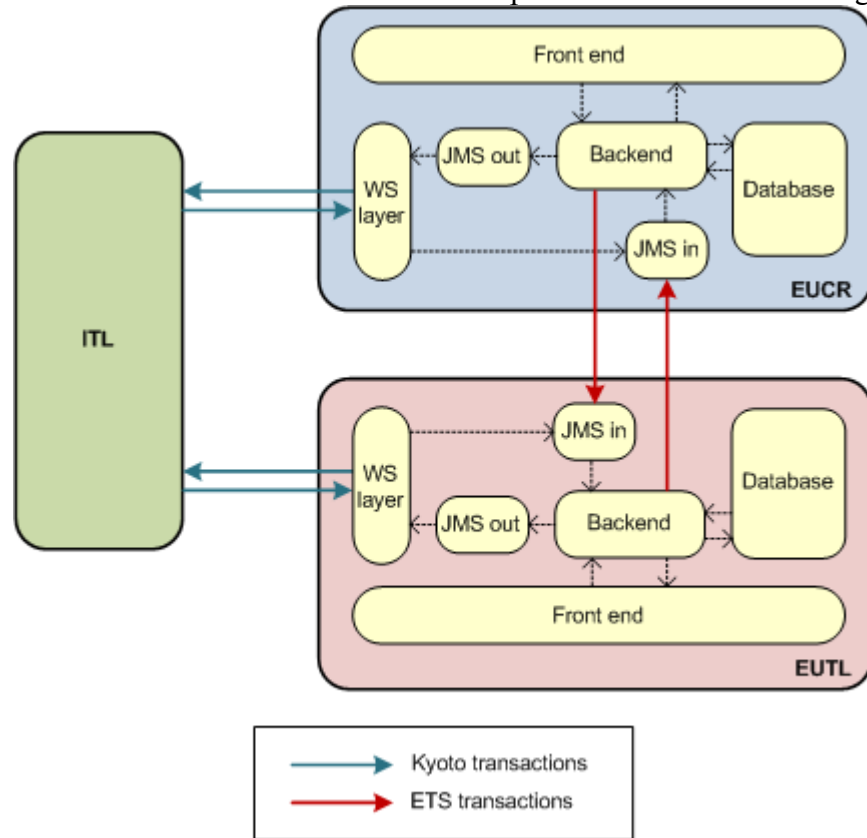 Front end
WS
layer
JMS out
Backend
Database
JMS in
EUCR
ITL
JMS in
WS
layer
Database
JMS out
Backend
Front end
EUTL
Kyoto transactions
ETS transactions